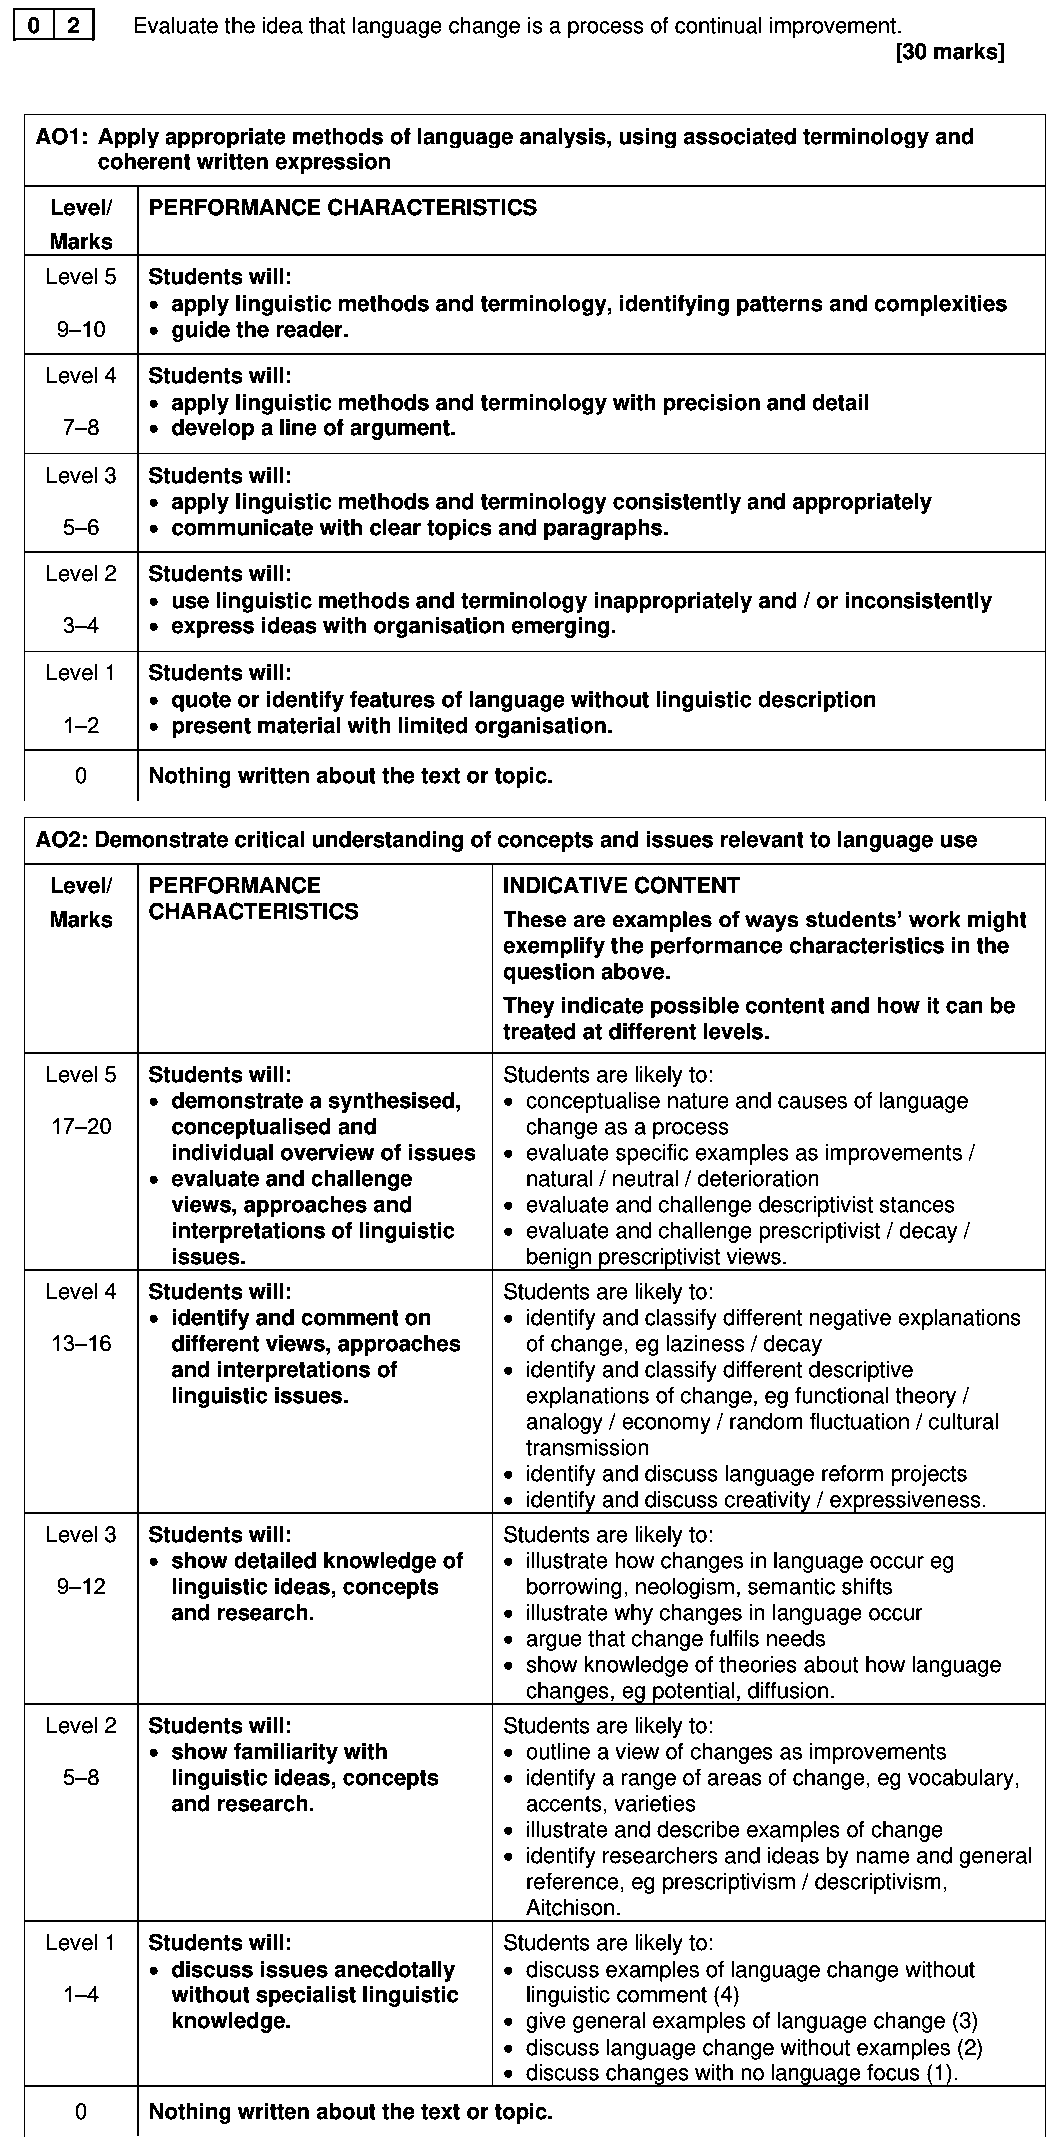 0 2 Evaluate the idea that language change is a process of continual improvement.
[30 marks]
AO1: Apply appropriate methods of language analysis, using associated terminology and
coherent written expression
Level/ PERFORMANCE CHARACTERISTICS
Marks
Level 5 Students will:
• apply linguistic methods and terminology, identifying patterns and complexities
9–10 • guide the reader.
Level 4 Students will:
• apply linguistic methods and terminology with precision and detail
7–8 • develop a line of argument.
Level 3 Students will:
• apply linguistic methods and terminology consistently and appropriately
5–6 • communicate with clear topics and paragraphs.
Level 2 Students will:
• use linguistic methods and terminology inappropriately and / or inconsistently
3–4 • express ideas with organisation emerging.
Level 1 Students will:
• quote or identify features of language without linguistic description
1–2 • present material with limited organisation.
0 Nothing written about the text or topic.
AO2: Demonstrate critical understanding of concepts and issues relevant to language use
Level/
Marks
PERFORMANCE
CHARACTERISTICS
INDICATIVE CONTENT
These are examples of ways students' work might
exemplify the performance characteristics in the
question above.
They indicate possible content and how it can be
treated at different levels.
Level 5
17–20
Students will:
• demonstrate a synthesised,
conceptualised and
individual overview of issues
• evaluate and challenge
views, approaches and
interpretations of linguistic
issues.
Students are likely to:
• conceptualise nature and causes of language
change as a process
• evaluate specific examples as improvements /
natural / neutral / deterioration
• evaluate and challenge descriptivist stances
• evaluate and challenge prescriptivist / decay /
benign prescriptivist views.
Level 4
13–16
Students will:
• identify and comment on
different views, approaches
and interpretations of
linguistic issues.
Students are likely to:
• identify and classify different negative explanations
of change, eg laziness / decay
• identify and classify different descriptive
explanations of change, eg functional theory /
analogy / economy / random fluctuation / cultural
transmission
• identify and discuss language reform projects
• identify and discuss creativity / expressiveness.
Level 3
9–12
Students will:
• show detailed knowledge of
linguistic ideas, concepts
and research.
Students are likely to:
• illustrate how changes in language occur eg
borrowing, neologism, semantic shifts
• illustrate why changes in language occur
• argue that change fulfils needs
• show knowledge of theories about how language
changes, eg potential, diffusion.
Level 2
5–8
Students will:
• show familiarity with
linguistic ideas, concepts
and research.
Students are likely to:
• outline a view of changes as improvements
• identify a range of areas of change, eg vocabulary,
accents, varieties
• illustrate and describe examples of change
• identify researchers and ideas by name and general
reference, eg prescriptivism / descriptivism,
Aitchison.
Level 1
1–4
Students will:
• discuss issues anecdotally
without specialist linguistic
knowledge.
Students are likely to:
• discuss examples of language change without
linguistic comment (4)
• give general examples of language change (3)
• discuss language change without examples (2)
• discuss changes with no language focus (1).
0 Nothing written about the text or topic.